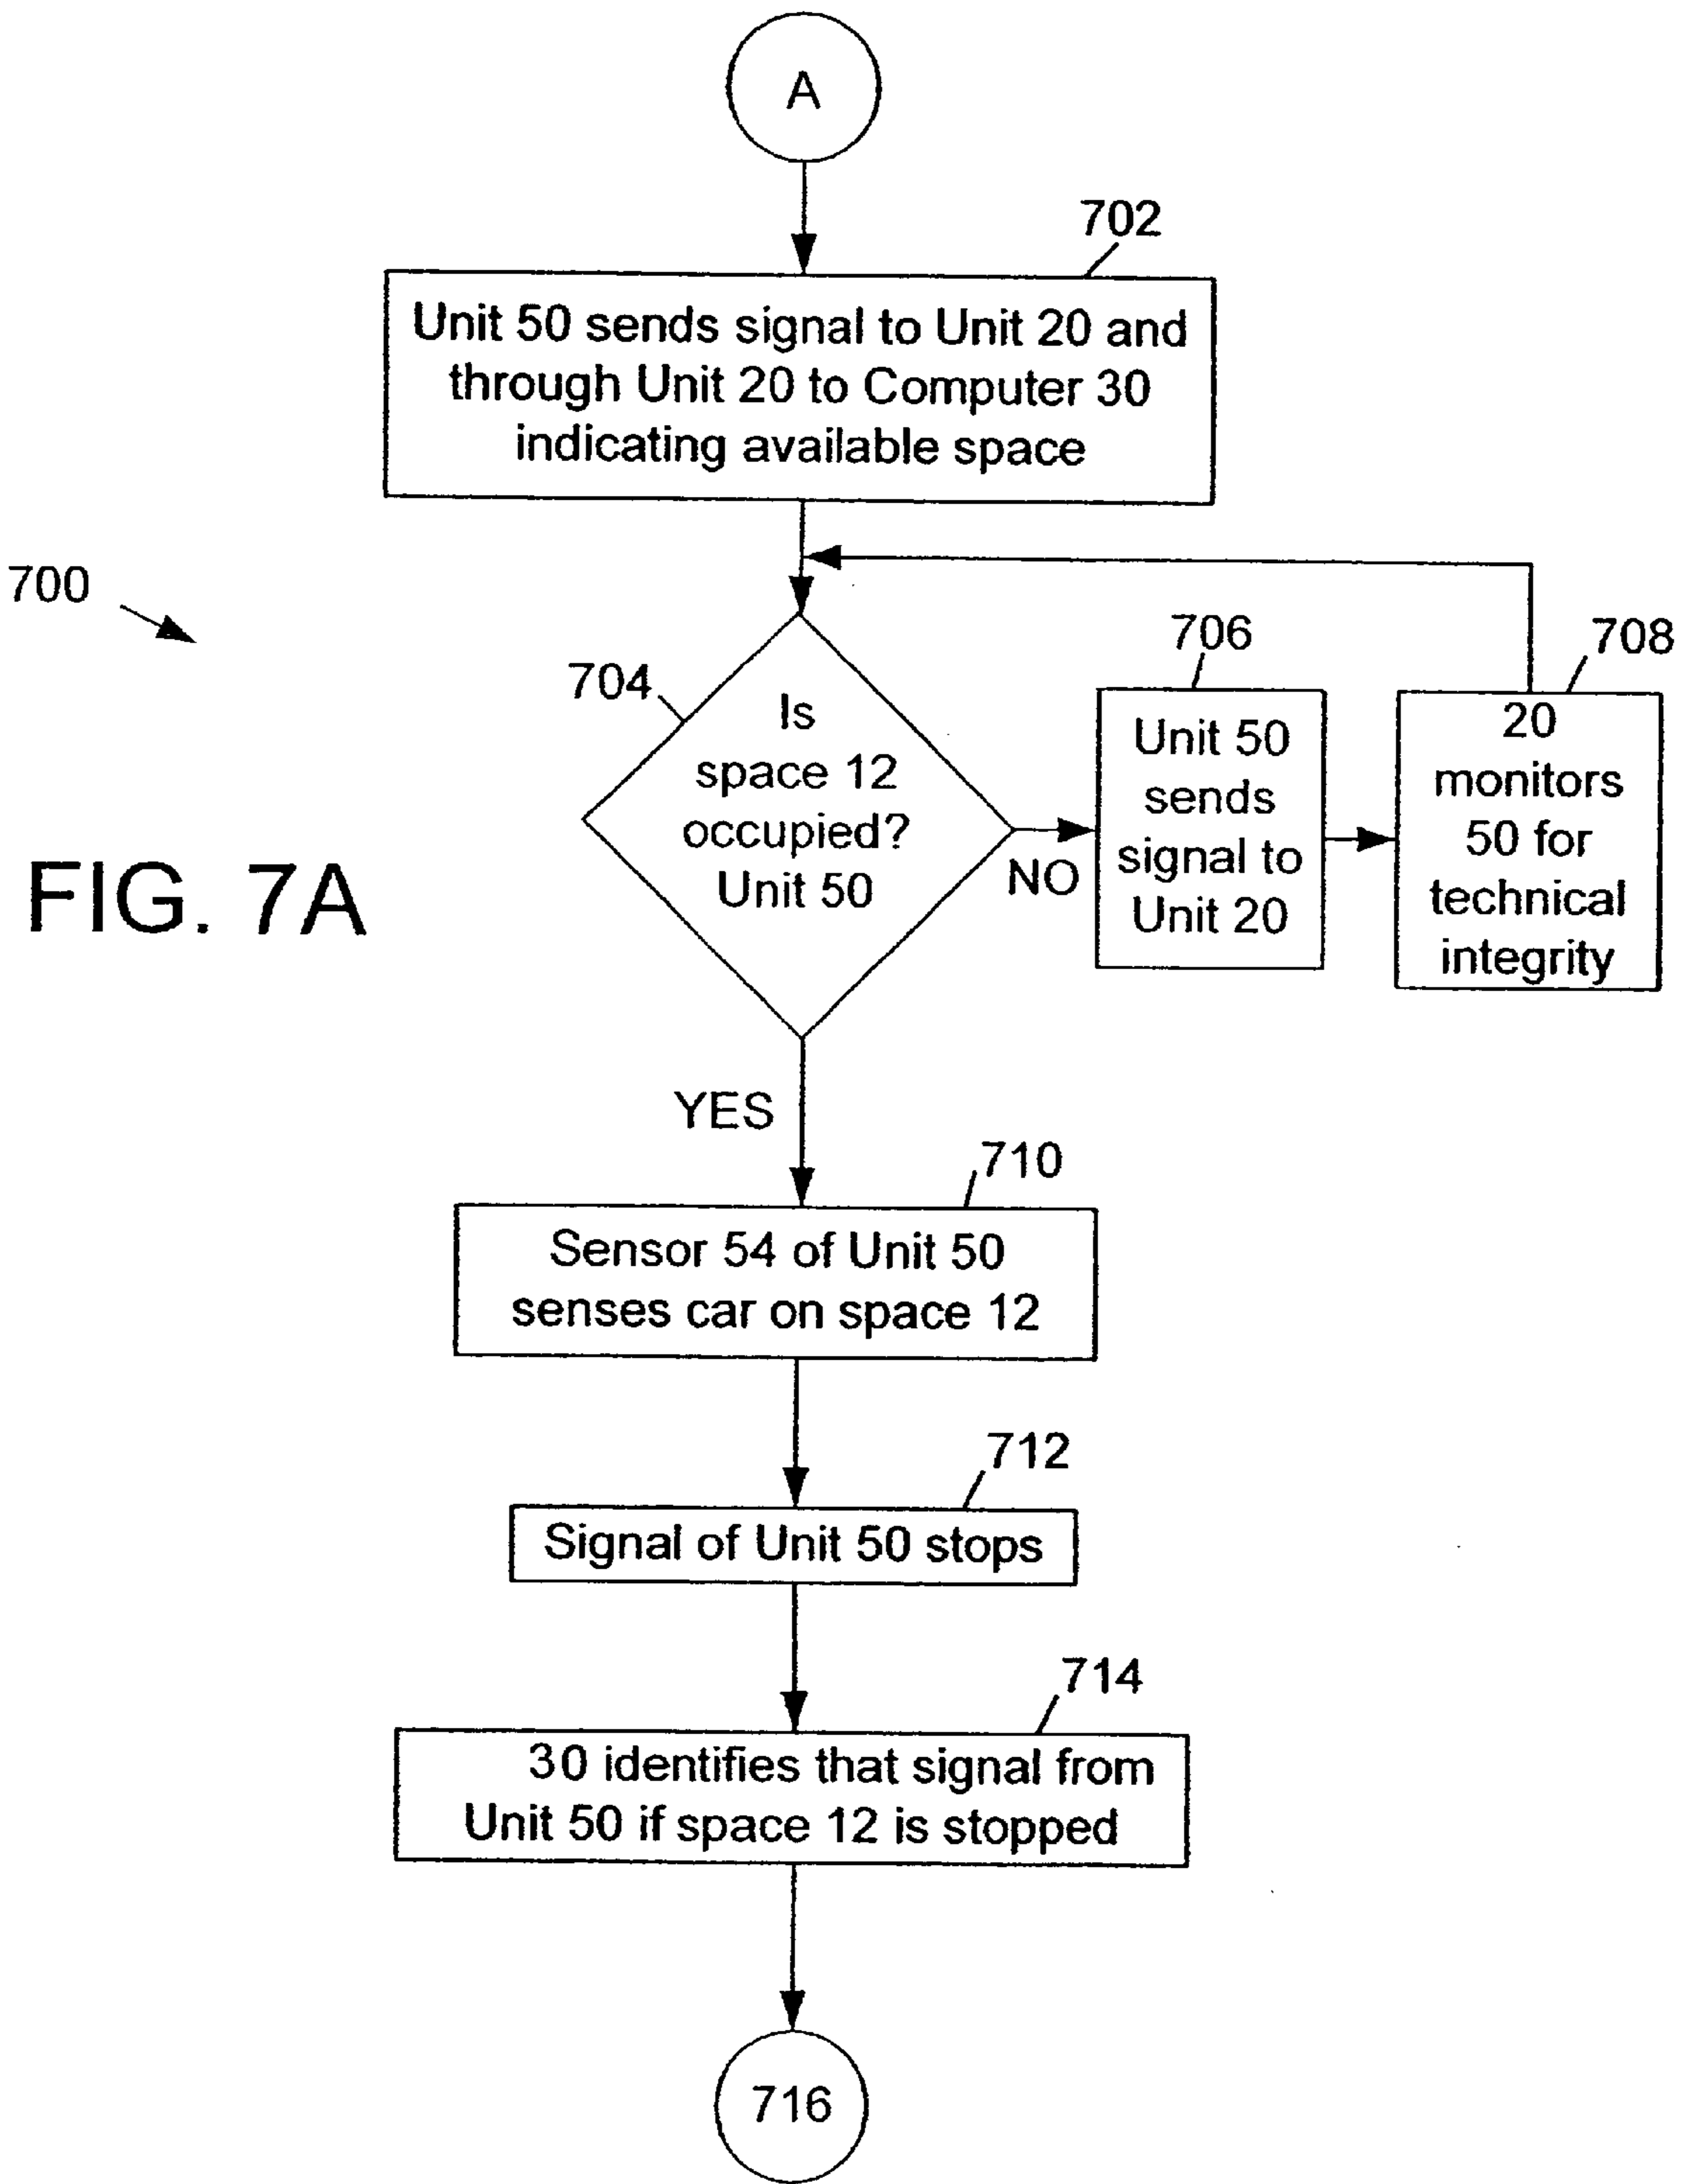 A
702
Unit 50 sends signal to Unit 20 and
through Unit 20 to Computer 30
indicating available space
700
704
Is
space 12
occupied?
Unit 50
NO
706
Unit 50
sends
signal to
Unit 20
708
20
monitors
50 for
technical
integrity
FIG. 7A
YES
710
Sensor 54 of Unit 50
senses car on space 12
712
Signal of Unit 50 stops
714
30 identifies that signal from
Unit 50 if space 12 is stopped
716